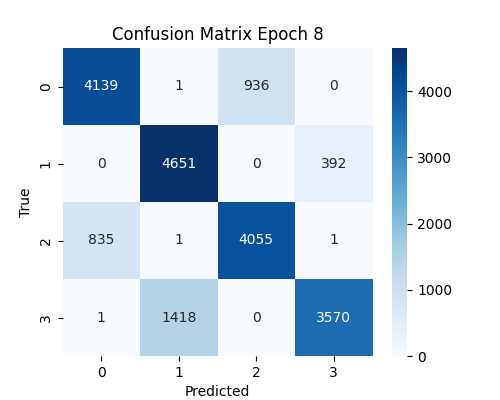 Confusion Matrix Epoch 8
0 4139 1 936 0 4000
1 0 4651 0 392 3000
True
2000
2 835 1 4055 1
1000
3 1 1418 0 3570
0
0 1 2 3
Predicted